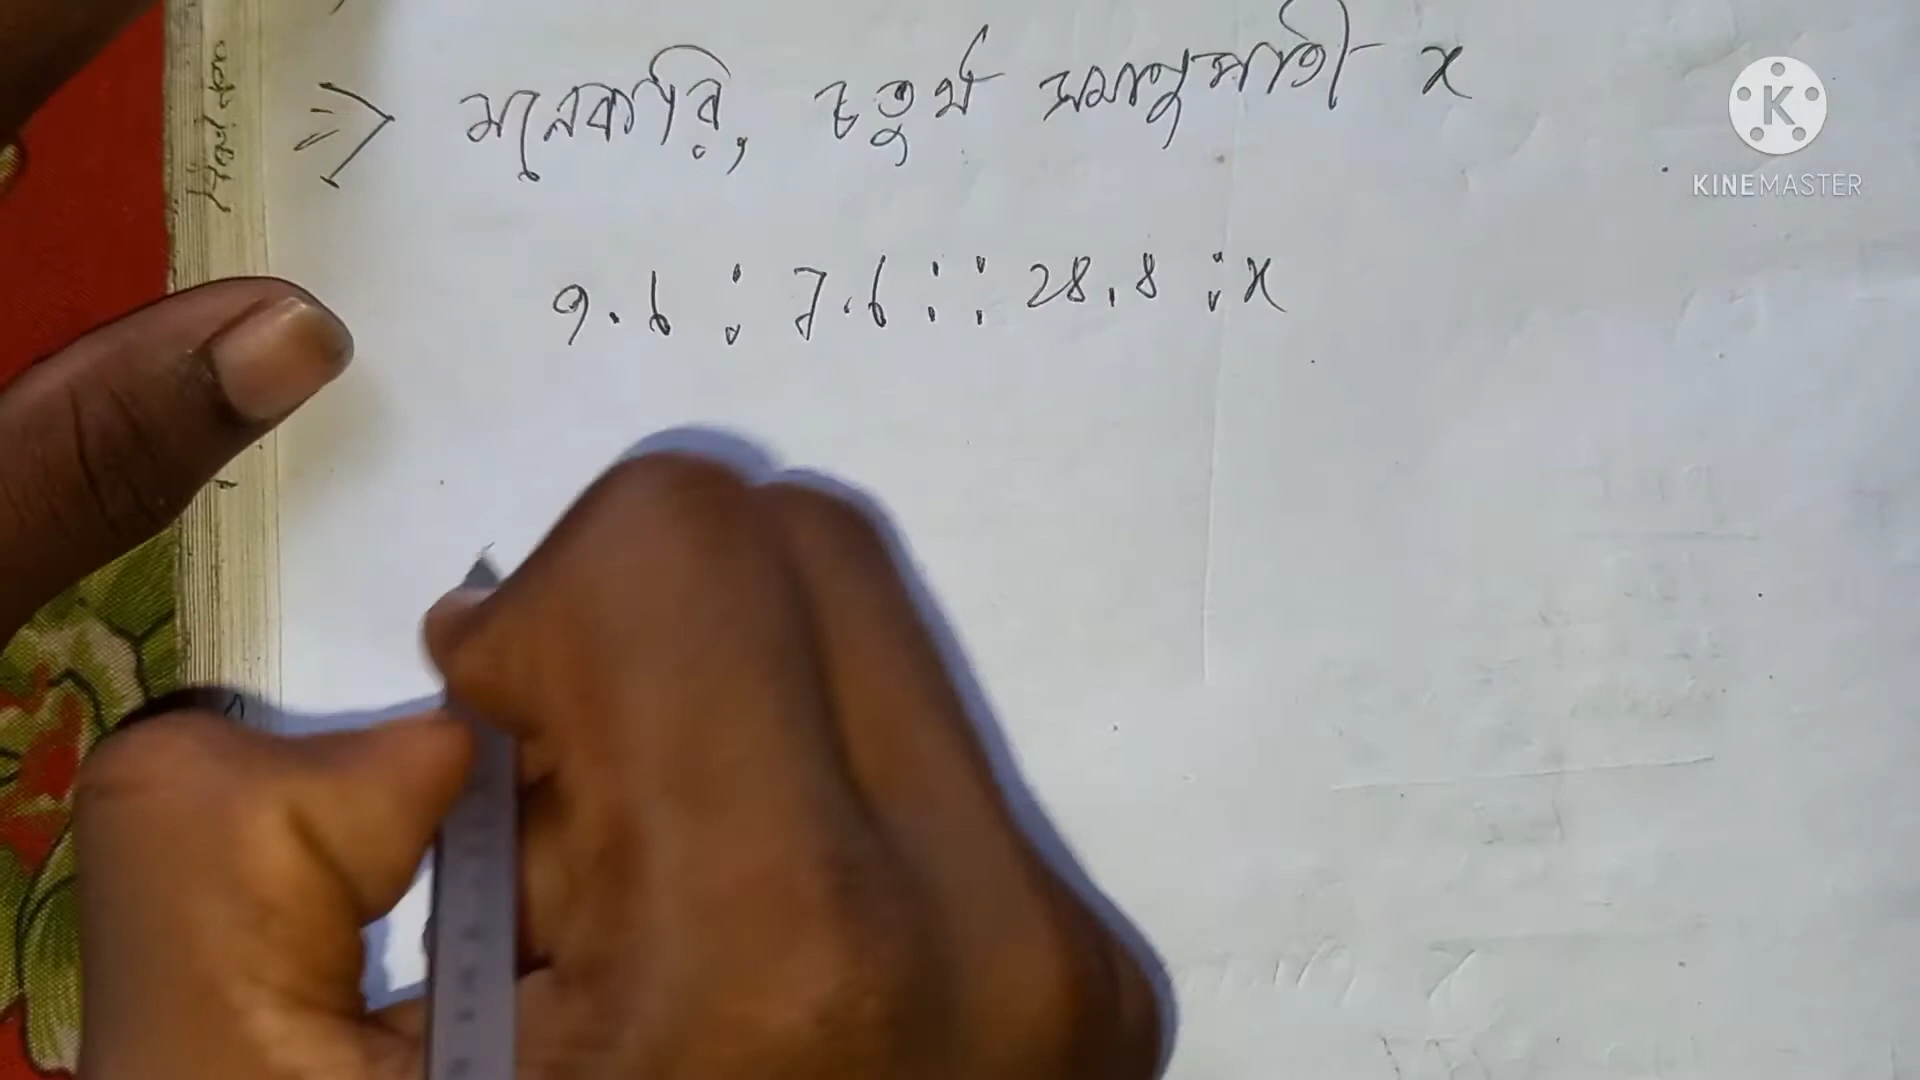 মনেকরি, চতুর্থ সমানুপাতী x
9.6 : 7.6 :: 28.8 : x
K
KINEMASTER